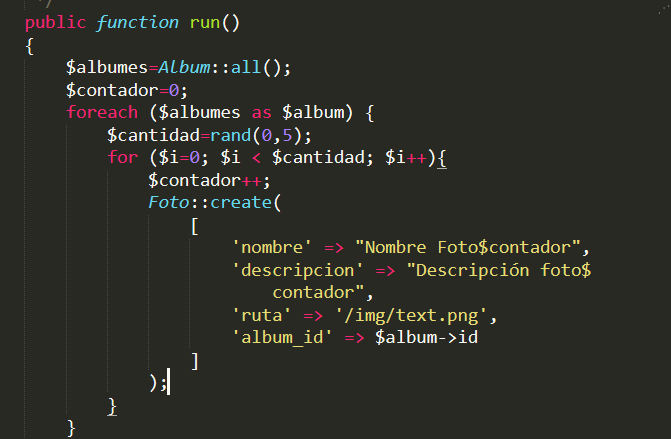 */
public function run()
{
$albumes=Album::all();
$contador=0;
foreach ($albumes as $album) {
$cantidad=rand(0,5);
for ($i=0; $i < $cantidad; $i++){
$contador++;
Foto::create(
[
'nombre' => "Nombre Foto$contador",
'descripcion' => "Descripción foto$
contador",
'ruta' => '/img/text.png',
'album_id' => $album->id
]
);
}
}